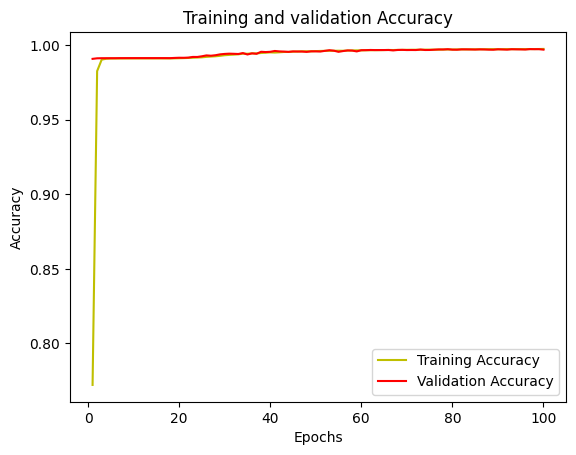 Training and validation Accuracy
1.00
0.95
0.90
0.85
0.80
Accuracy
Training Accuracy
Validation Accuracy
0 20 40 60 80 100
Epochs